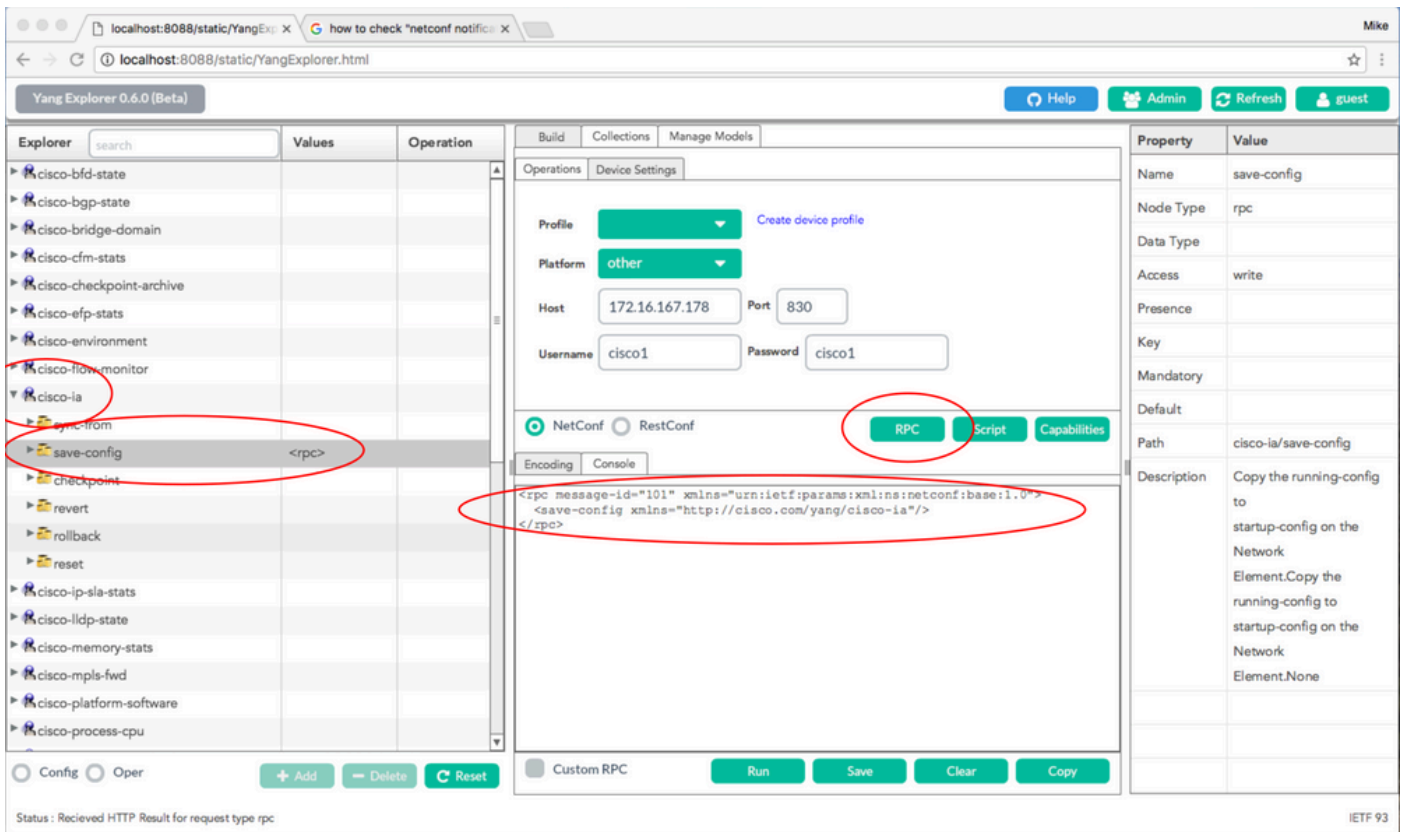 localhost:8088/static/YangExp
how to check "netconf notifica
Mike
localhost:8088/static/YangExplorer.html
Yang Explorer 0.6.0 (Beta)
Help
Admin
Refresh
guest
Explorer
search
Values
Operation
cisco-bfd-state
cisco-bgp-state
cisco-bridge-domain
cisco-cfm-stats
cisco-checkpoint-archive
cisco-efp-stats
cisco-environment
cisco-flow-monitor
cisco-ia
sync-from
save-config <rpc>
checkpoint
revert
rollback
reset
cisco-ip-sla-stats
cisco-lldp-state
cisco-memory-stats
cisco-mpls-fwd
cisco-platform-software
cisco-process-cpu
Config
Oper
+ Add
Delete
Reset
Build
Collections
Manage Models
Operations
Device Settings
Profile
Create device profile
Platform other
Host 172.16.167.178 Port 830
Username cisco1 Password cisco1
NetConf
RestConf
RPC
Script
Capabilities
Encoding
Console
<rpc message-id="101" xmlns="urn:ietf:params:xml:ns:netconf:base:1.0">
<save-config xmlns="http://cisco.com/yang/cisco-ia"/>
</rpc>
Custom RPC
Run
Save
Clear
Copy
Property Value
Name save-config
Node Type rpc
Data Type
Access write
Presence
Key
Mandatory
Default
Path cisco-ia/save-config
Description Copy the running-config
to
startup-config on the
Network
Element.Copy the
running-config to
startup-config on the
Network
Element.None
Status : Recieved HTTP Result for request type rpc
IETF 93